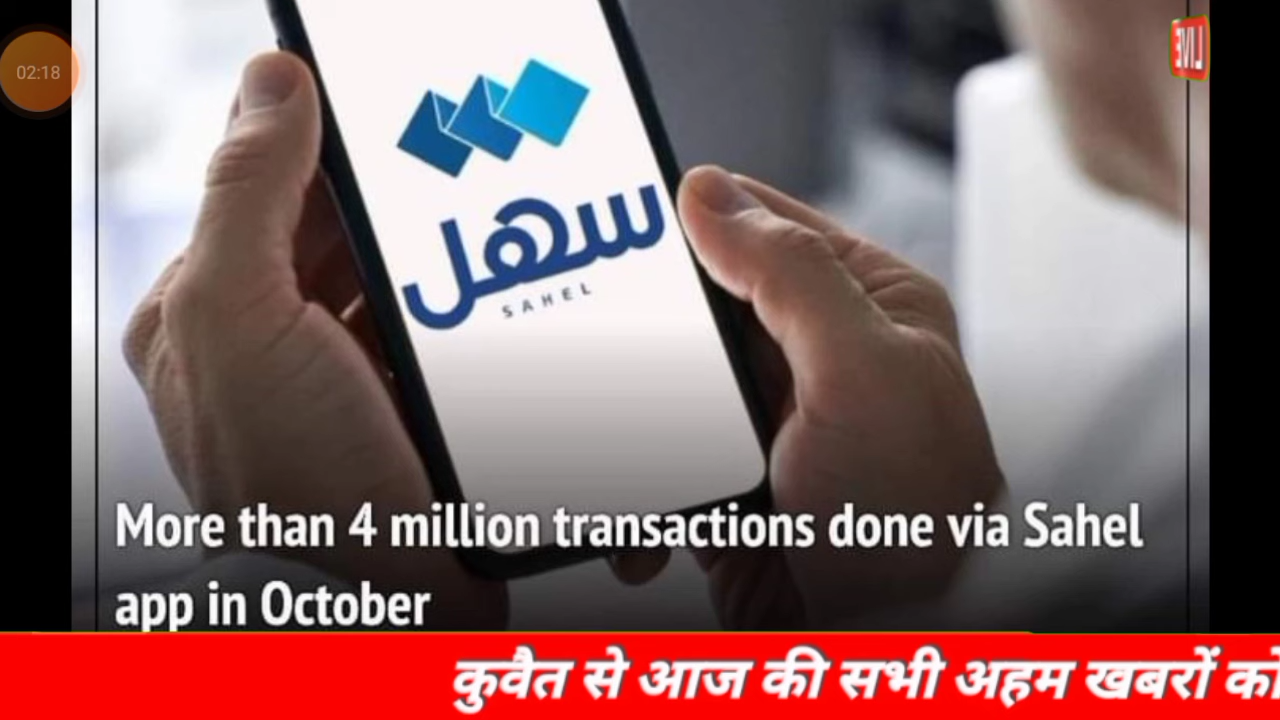 02:18
LIVE
سهل
SAHEL
More than 4 million transactions done via Sahel
app in October
कुवैत से आज की सभी अहम खबरों को